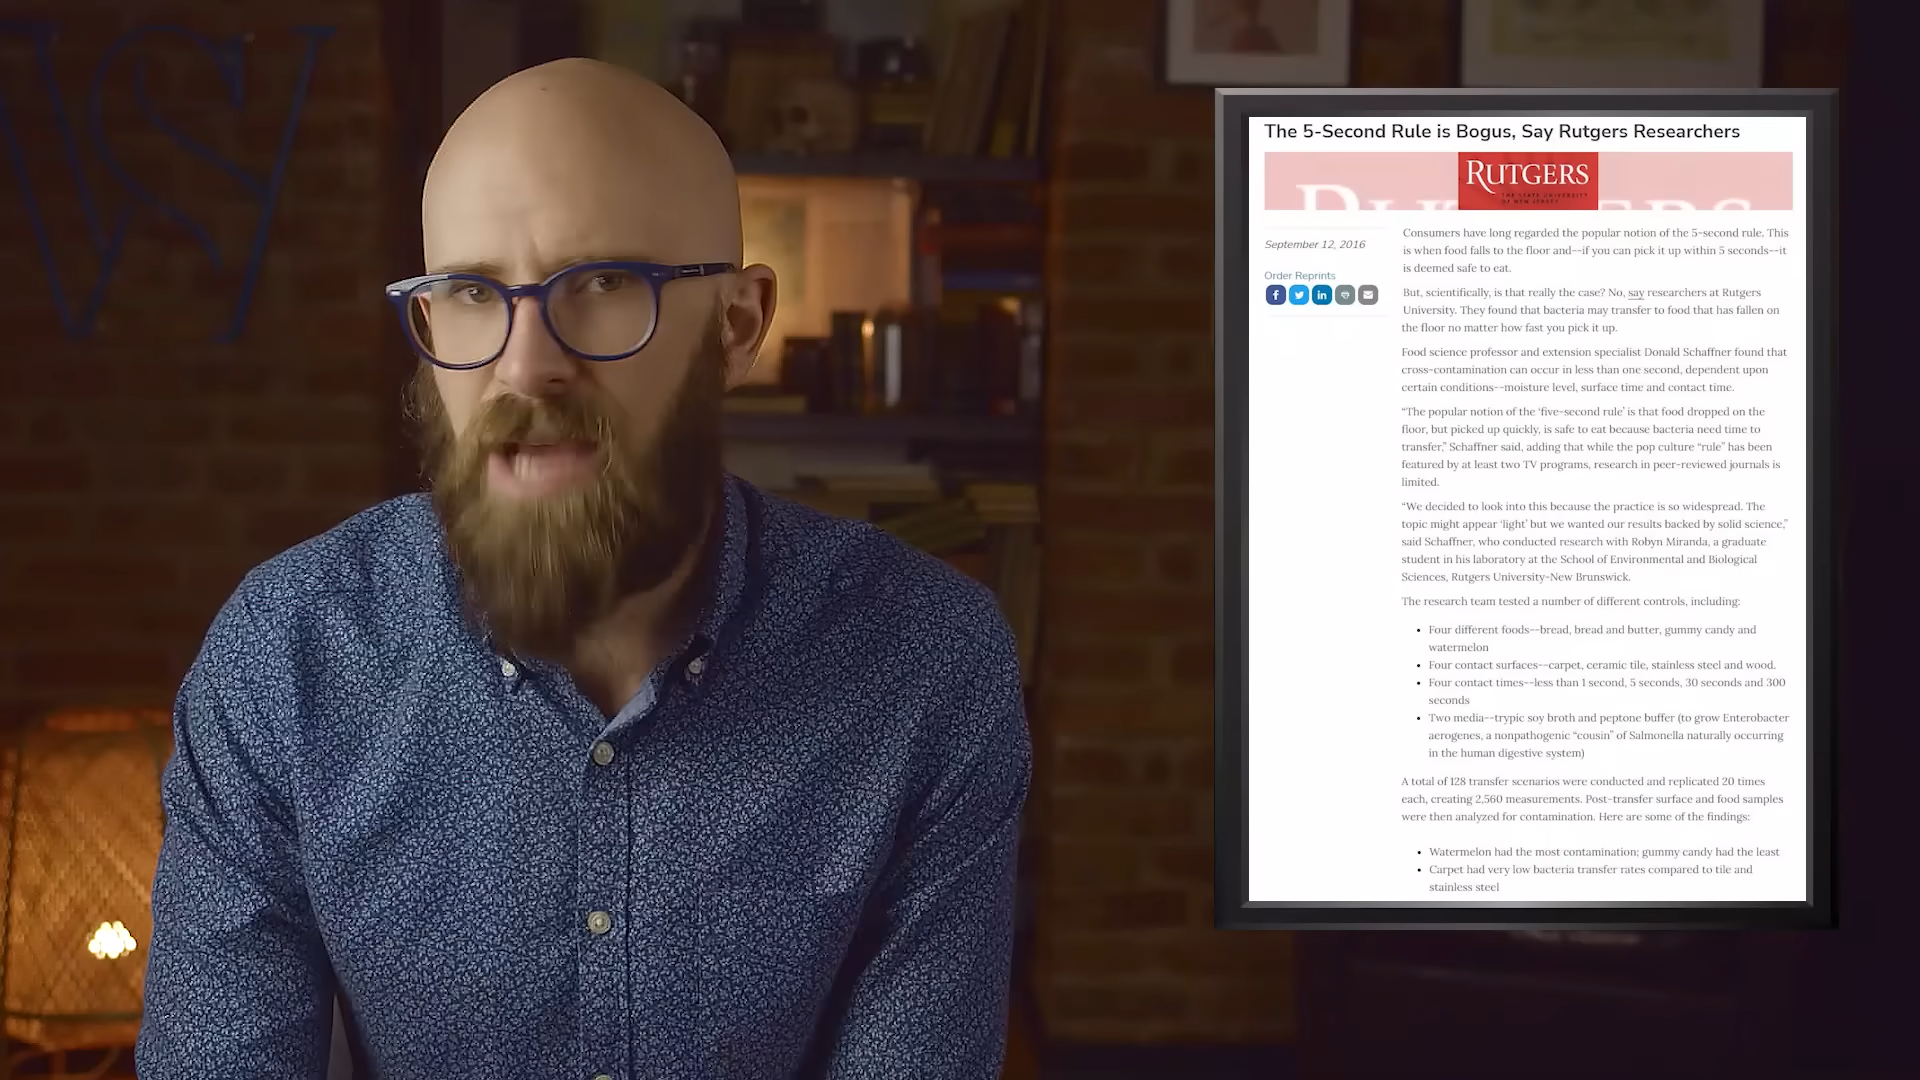 The 5-Second Rule is Bogus, Say Rutgers Researchers
RUTGERS
THE STATE UNIVERSITY
OF NEW JERSEY
September 12, 2016
Order Reprints
Consumers have long regarded the popular notion of the 5-second rule. This
is when food falls to the floor and--if you can pick it up within 5 seconds--it
is deemed safe to eat.
But, scientifically, is that really the case? No, say researchers at Rutgers
University. They found that bacteria may transfer to food that has fallen on
the floor no matter how fast you pick it up.
Food science professor and extension specialist Donald Schaffner found that
cross-contamination can occur in less than one second, dependent upon
certain conditions--moisture level, surface time and contact time.
“The popular notion of the ‘five-second rule’ is that food dropped on the
floor, but picked up quickly, is safe to eat because bacteria need time to
transfer,” Schaffner said, adding that while the pop culture “rule” has been
featured by at least two TV programs, research in peer-reviewed journals is
limited.
“We decided to look into this because the practice is so widespread. The
topic might appear ‘light’ but we wanted our results backed by solid science,”
said Schaffner, who conducted research with Robyn Miranda, a graduate
student in his laboratory at the School of Environmental and Biological
Sciences, Rutgers University-New Brunswick.
The research team tested a number of different controls, including:
• Four different foods--bread, bread and butter, gummy candy and
watermelon
• Four contact surfaces--carpet, ceramic tile, stainless steel and wood.
• Four contact times--less than 1 second, 5 seconds, 30 seconds and 300
seconds
• Two media--trypic soy broth and peptone buffer (to grow Enterobacter
aerogenes, a nonpathogenic “cousin” of Salmonella naturally occurring
in the human digestive system)
A total of 128 transfer scenarios were conducted and replicated 20 times
each, creating 2,560 measurements. Post-transfer surface and food samples
were then analyzed for contamination. Here are some of the findings:
• Watermelon had the most contamination; gummy candy had the least
• Carpet had very low bacteria transfer rates compared to tile and
stainless steel